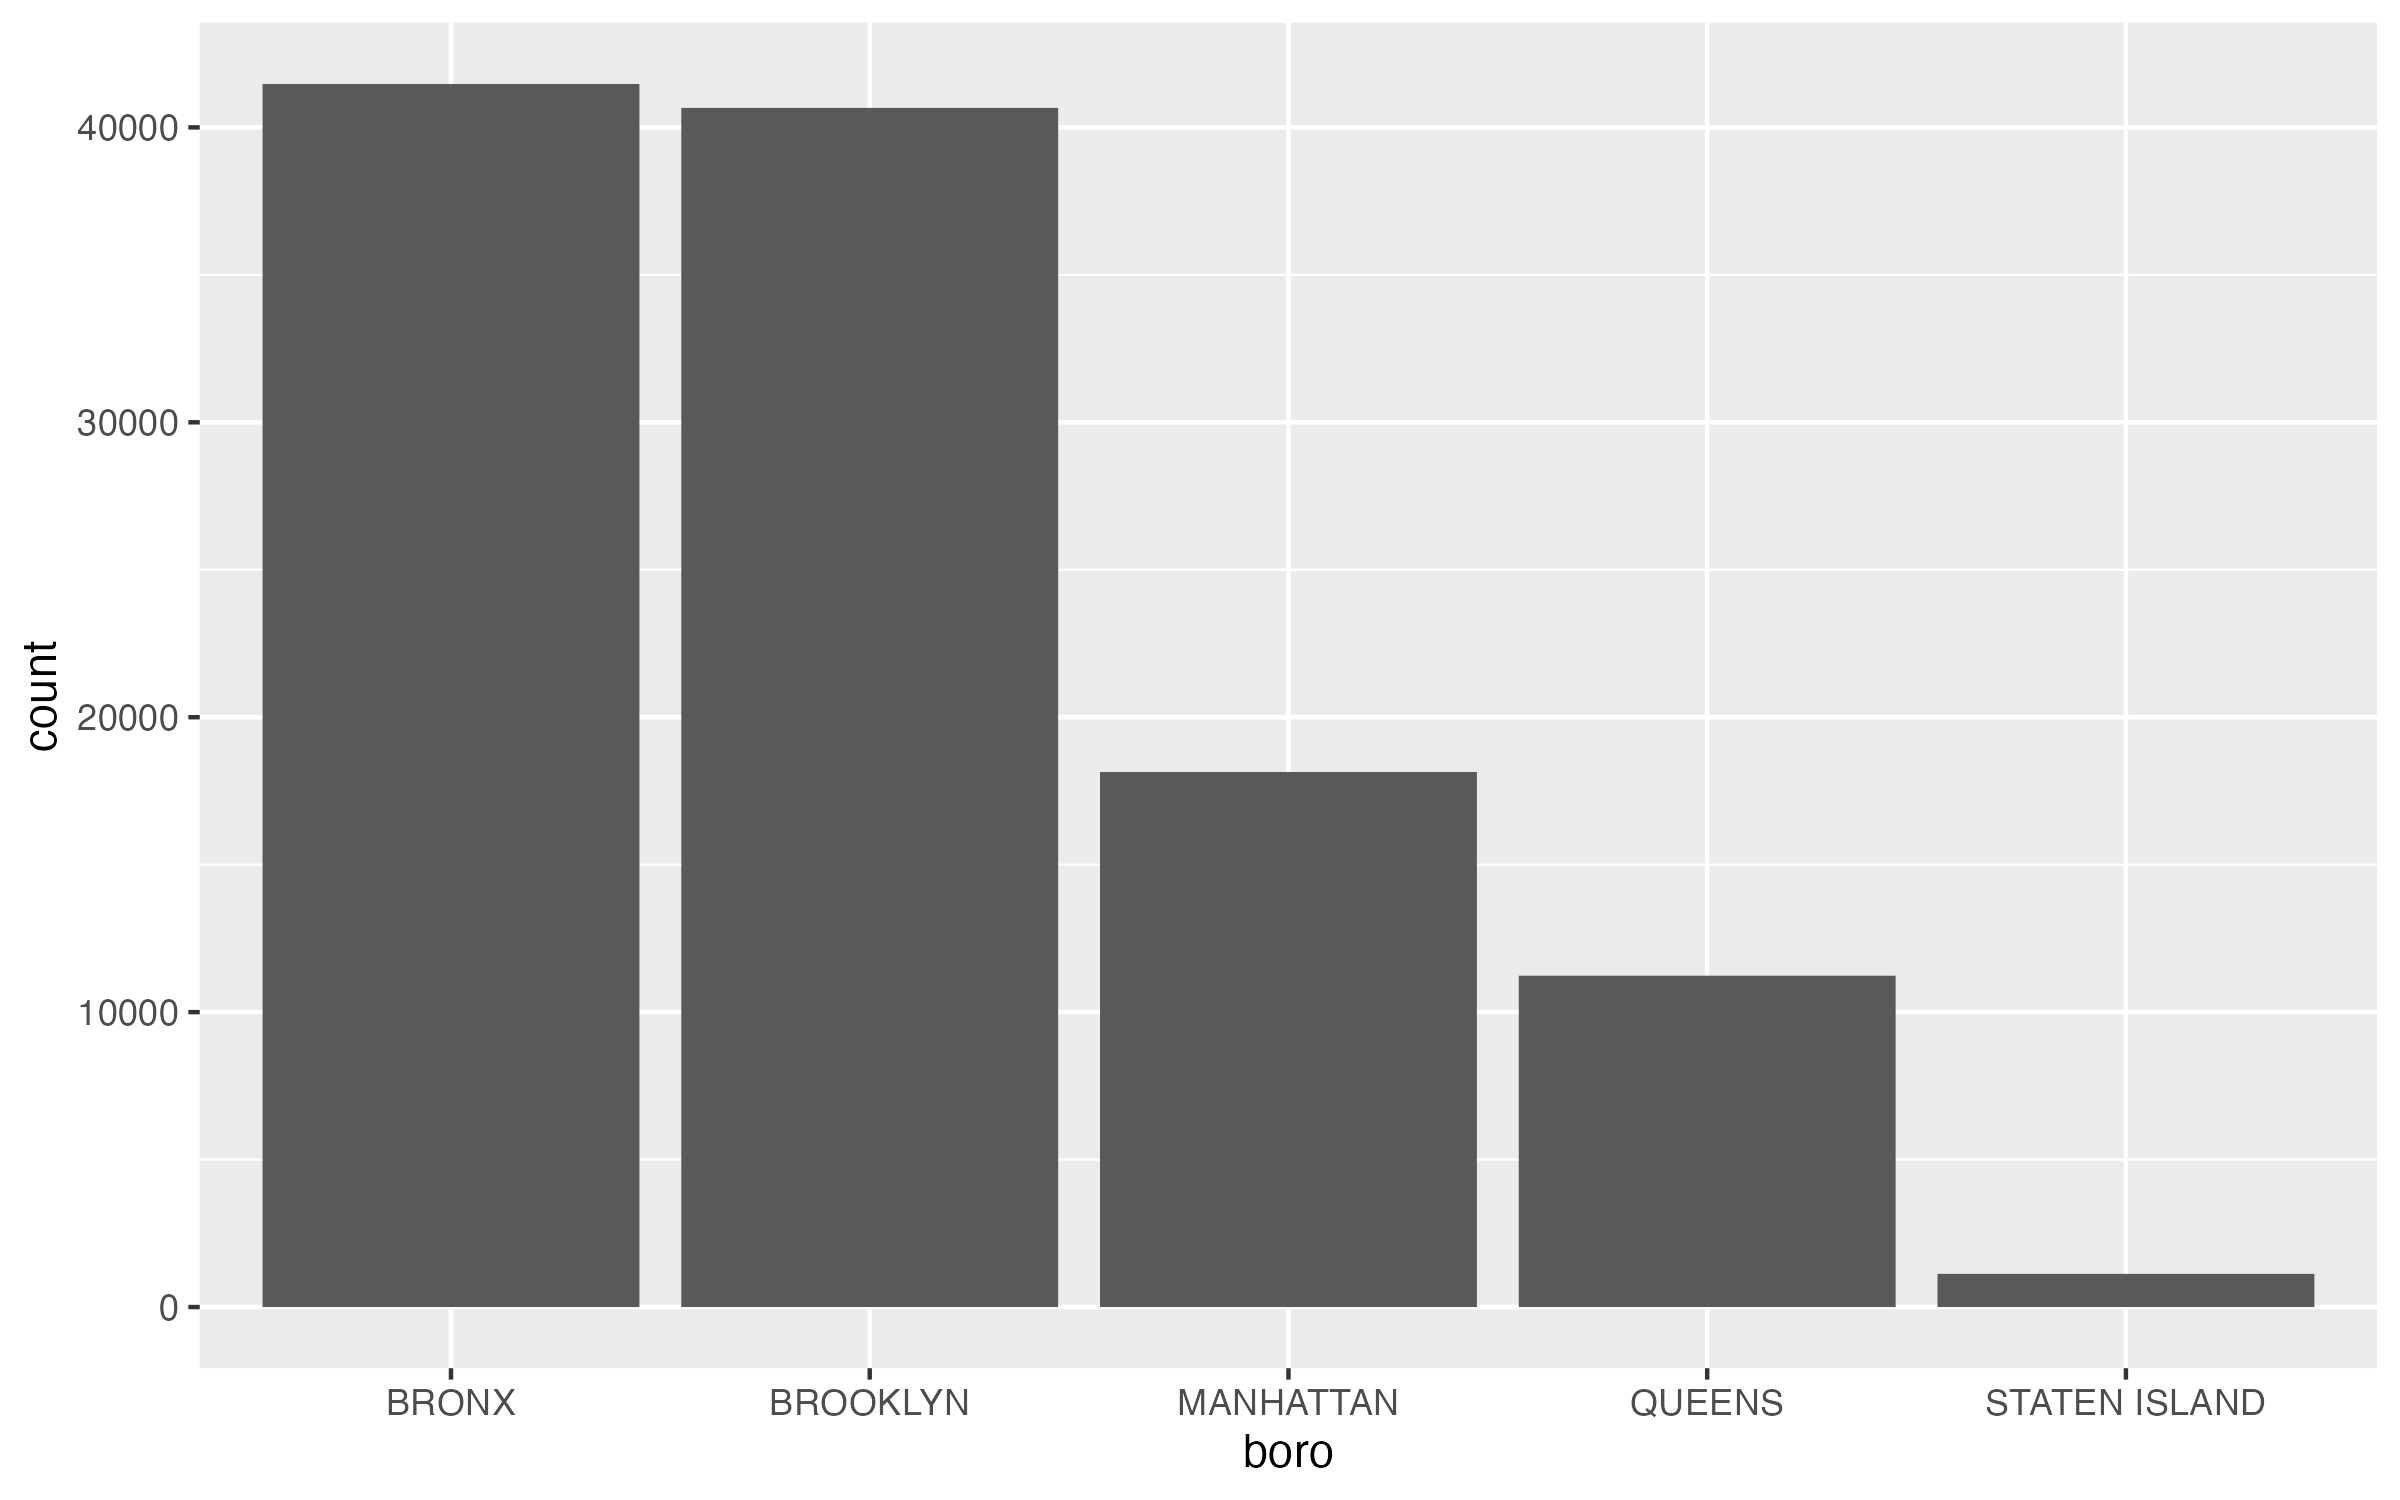 40000
30000
20000
10000
0
count
BRONX BROOKLYN MANHATTAN QUEENS STATEN ISLAND
boro